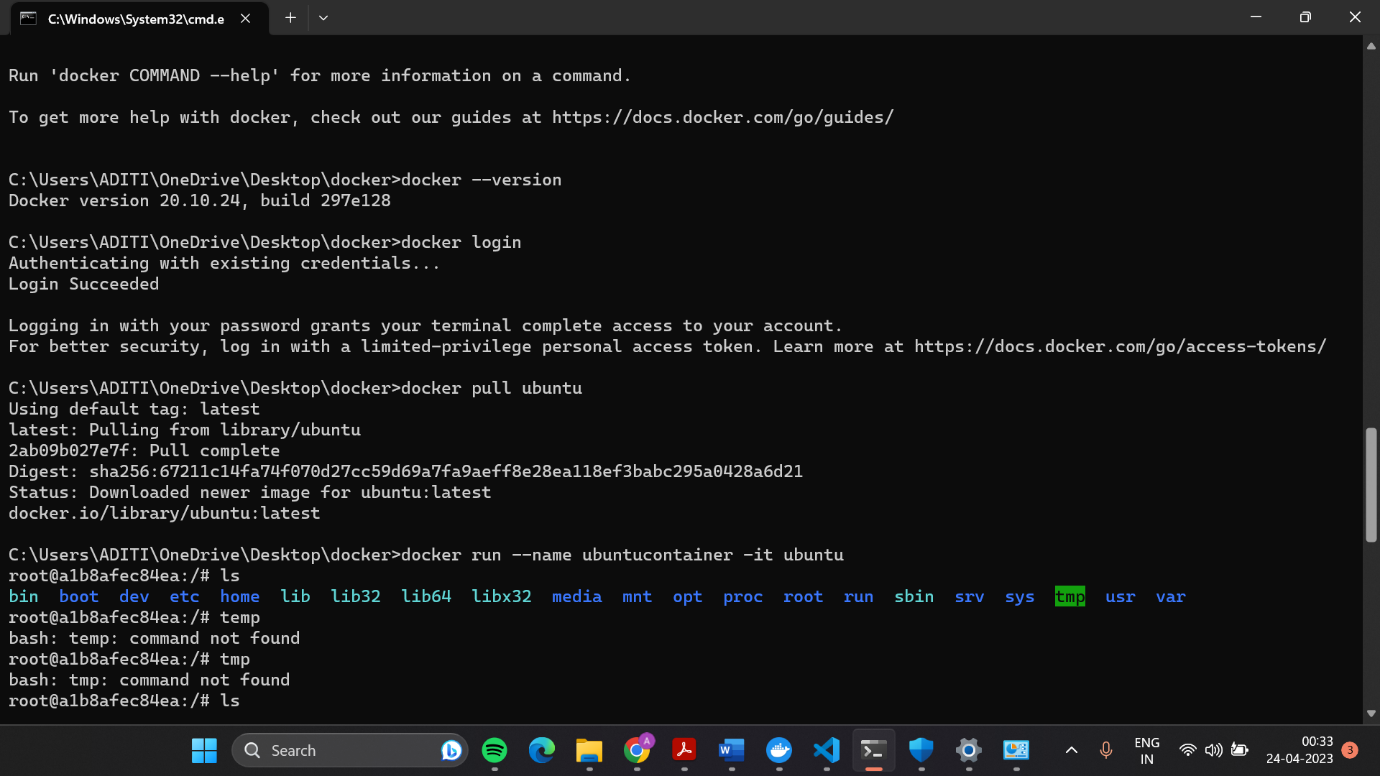 C:\Windows\System32\cmd.e
Run 'docker COMMAND --help' for more information on a command.
To get more help with docker, check out our guides at https://docs.docker.com/go/guides/
C:\Users\ADITI\OneDrive\Desktop\docker>docker --version
Docker version 20.10.24, build 297e128
C:\Users\ADITI\OneDrive\Desktop\docker>docker login
Authenticating with existing credentials...
Login Succeeded
Logging in with your password grants your terminal complete access to your account.
For better security, log in with a limited-privilege personal access token. Learn more at https://docs.docker.com/go/access-tokens/
C:\Users\ADITI\OneDrive\Desktop\docker>docker pull ubuntu
Using default tag: latest
latest: Pulling from library/ubuntu
2ab09b027e7f: Pull complete
Digest: sha256:67211c14fa74f070d27cc59d69a7fa9aeff8e28ea118ef3babc295a0428a6d21
Status: Downloaded newer image for ubuntu:latest
docker.io/library/ubuntu:latest
C:\Users\ADITI\OneDrive\Desktop\docker>docker run --name ubuntucontainer -it ubuntu
root@a1b8afec84ea:/# ls
bin boot dev etc home lib lib32 lib64 libx32 media mnt opt proc root run sbin srv sys tmp usr var
root@a1b8afec84ea:/# temp
bash: temp: command not found
root@a1b8afec84ea:/# tmp
bash: tmp: command not found
root@a1b8afec84ea:/# ls
Search
A
ENG
IN
00:33
24-04-2023
3